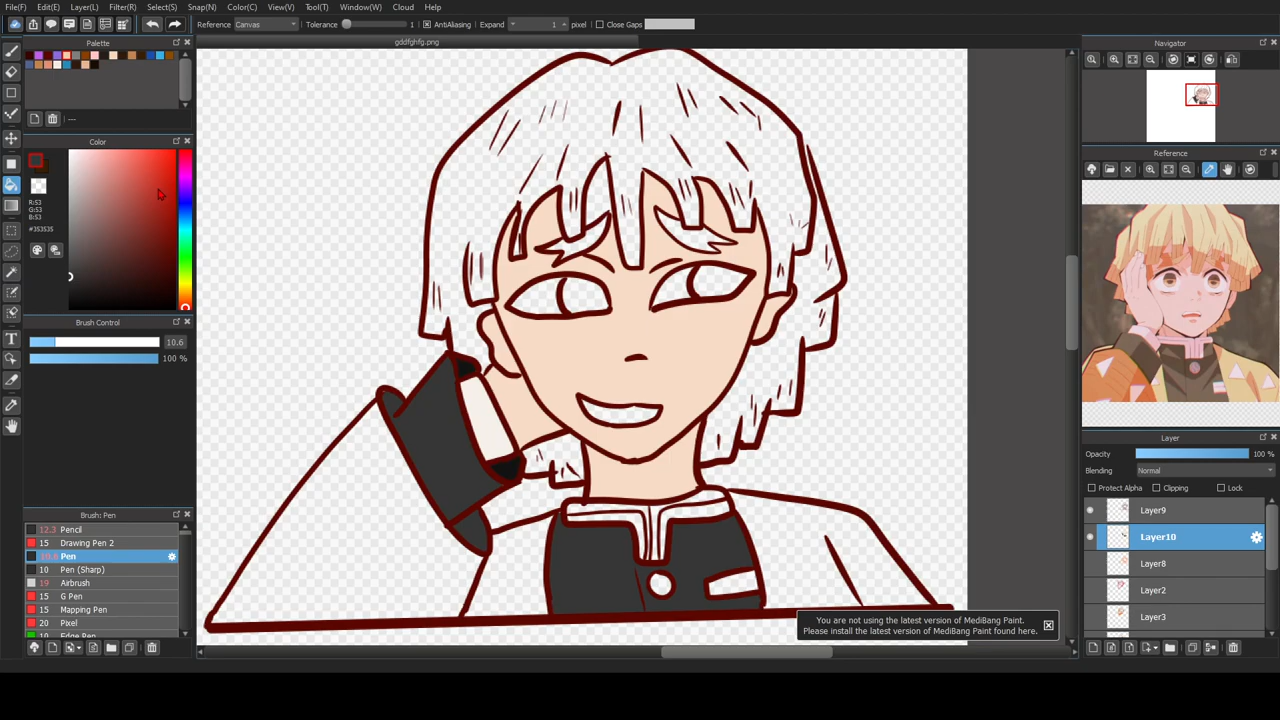 File(F) Edit(E) Layer(L) Filter(R) Select(S) Snap(N) Color(C) View(V) Tool(T) Window(W) Cloud Help
Reference Canvas Tolerance 1 AntiAliasing Expand 1 pixel Close Gaps
Palette
gddfghfg.png
---
Color
R:53
G:53
B:53
#353535
Brush Control
10.6
100 %
Brush: Pen
12.3 Pencil
15 Drawing Pen 2
10.6 Pen
10 Pen (Sharp)
19 Airbrush
15 G Pen
15 Mapping Pen
20 Pixel
10 Edge Pen
You are not using the latest version of MediBang Paint.
Please install the latest version of MediBang Paint found here.
Navigator
Reference
Layer
Opacity 100 %
Blending Normal
Protect Alpha Clipping Lock
Layer9
Layer10
Layer8
Layer2
Layer3